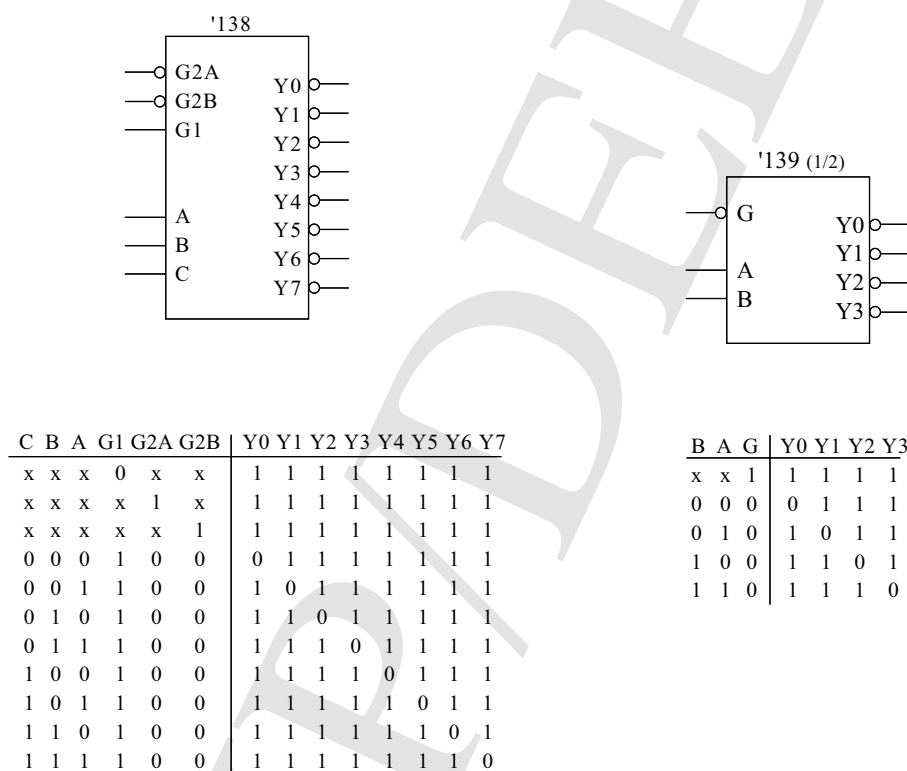 '138
G2A
G2B
G1
A
B
C
Y0
Y1
Y2
Y3
Y4
Y5
Y6
Y7
'139 (1/2)
G
A
B
Y0
Y1
Y2
Y3
C B A G1 G2A G2B Y0 Y1 Y2 Y3 Y4 Y5 Y6 Y7
x x x 0 x x 1 1 1 1 1 1 1 1
x x x x 1 x 1 1 1 1 1 1 1 1
x x x x x 1 1 1 1 1 1 1 1 1
0 0 0 1 0 0 0 1 1 1 1 1 1 1
0 0 1 1 0 0 1 0 1 1 1 1 1 1
0 1 0 1 0 0 1 1 0 1 1 1 1 1
0 1 1 1 0 0 1 1 1 0 1 1 1 1
1 0 0 1 0 0 1 1 1 1 0 1 1 1
1 0 1 1 0 0 1 1 1 1 1 0 1 1
1 1 0 1 0 0 1 1 1 1 1 1 0 1
1 1 1 1 0 0 1 1 1 1 1 1 1 0
B A G Y0 Y1 Y2 Y3
x x 1 1 1 1 1
0 0 0 0 1 1 1
0 1 0 1 0 1 1
1 0 0 1 1 0 1
1 1 0 1 1 1 0
P/DEE